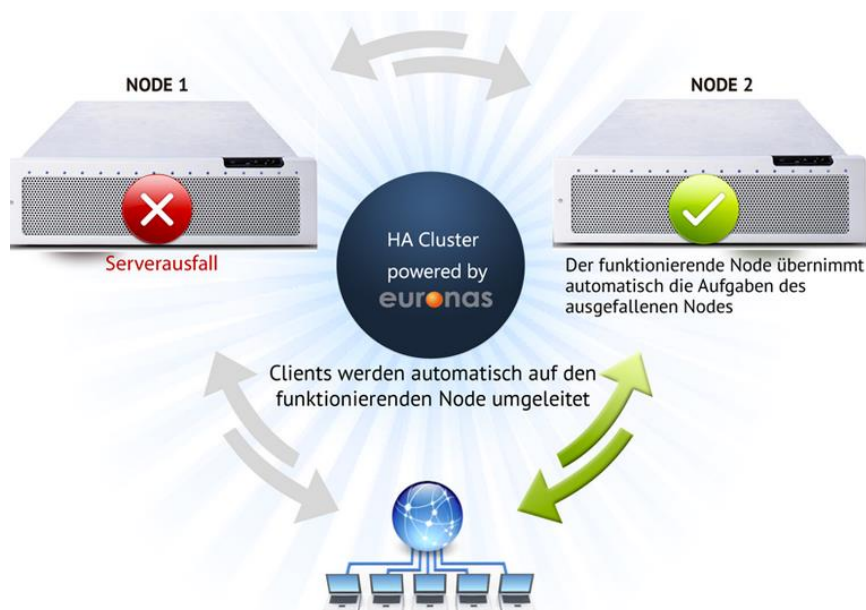 NODE 1
NODE 2
Serverausfall
HA Cluster
powered by
euronas
Der funktionierende Node übernimmt
automatisch die Aufgaben des
ausgefallenen Nodes
Clients werden automatisch auf den
funktionierenden Node umgeleitet